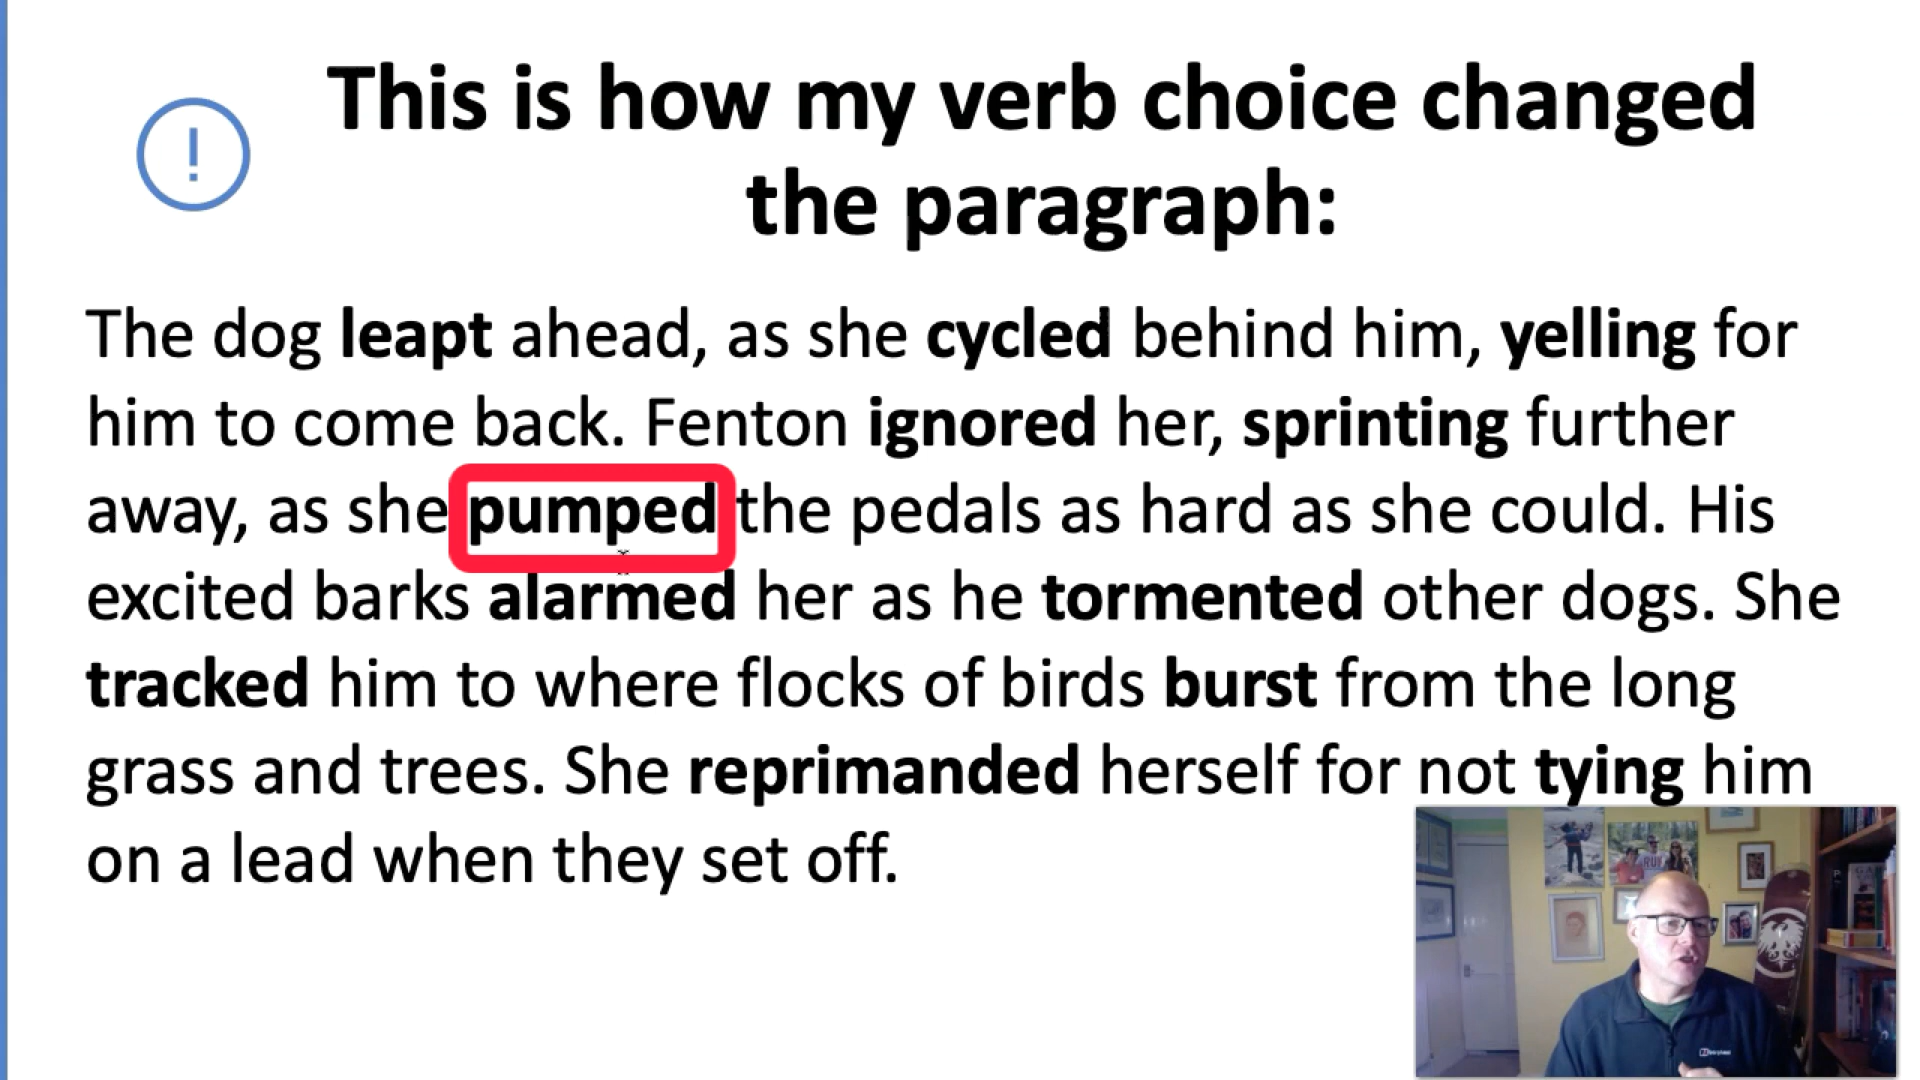 This is how my verb choice changed
the paragraph:
The dog leapt ahead, as she cycled behind him, yelling for
him to come back. Fenton ignored her, sprinting further
away, as she pumped the pedals as hard as she could. His
excited barks alarmed her as he tormented other dogs. She
tracked him to where flocks of birds burst from the long
grass and trees. She reprimanded herself for not tying him
on a lead when they set off.